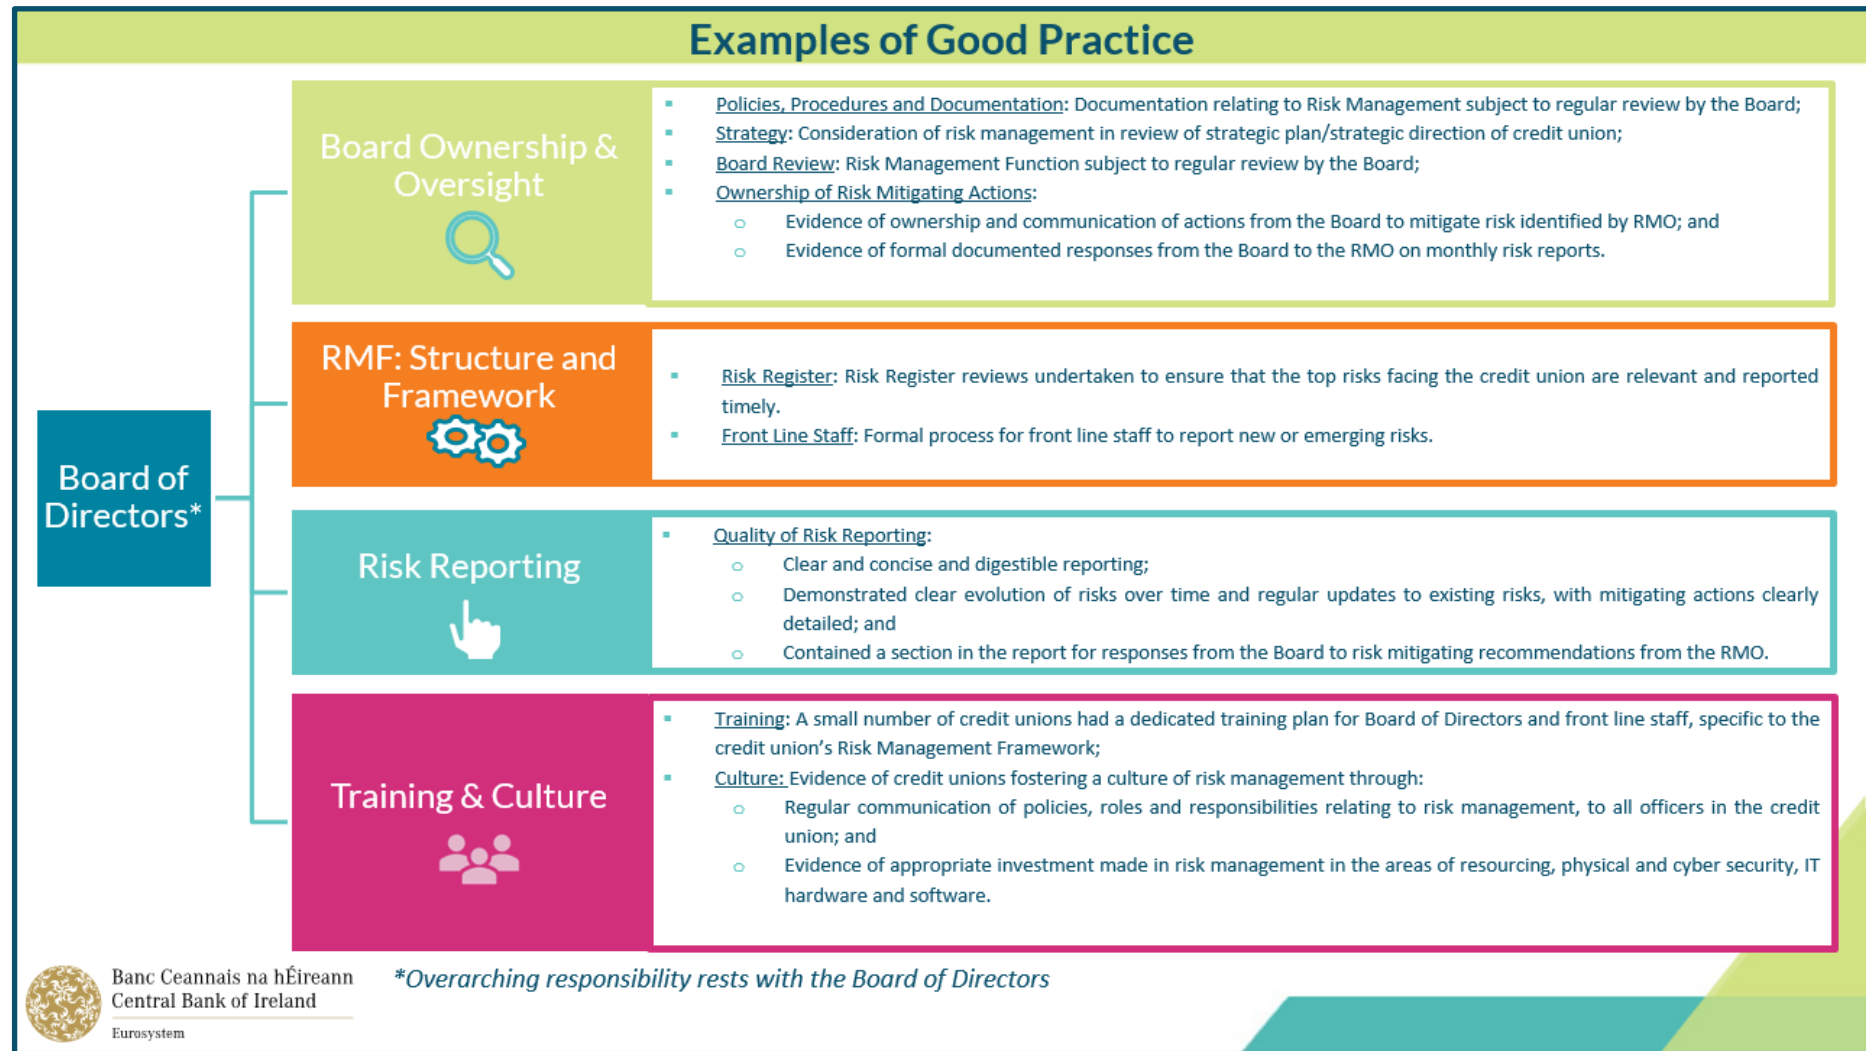 Examples of Good Practice
Board of
Directors*
Board Ownership &
Oversight
Policies, Procedures and Documentation: Documentation relating to Risk Management subject to regular review by the Board;
Strategy: Consideration of risk management in review of strategic plan/strategic direction of credit union;
Board Review: Risk Management Function subject to regular review by the Board;
Ownership of Risk Mitigating Actions:
Evidence of ownership and communication of actions from the Board to mitigate risk identified by RMO; and
Evidence of formal documented responses from the Board to the RMO on monthly risk reports.
RMF: Structure and
Framework
Risk Register: Risk Register reviews undertaken to ensure that the top risks facing the credit union are relevant and reported
timely.
Front Line Staff: Formal process for front line staff to report new or emerging risks.
Risk Reporting
Quality of Risk Reporting:
Clear and concise and digestible reporting;
Demonstrated clear evolution of risks over time and regular updates to existing risks, with mitigating actions clearly
detailed; and
Contained a section in the report for responses from the Board to risk mitigating recommendations from the RMO.
Training & Culture
Training: A small number of credit unions had a dedicated training plan for Board of Directors and front line staff, specific to the
credit union's Risk Management Framework;
Culture: Evidence of credit unions fostering a culture of risk management through:
Regular communication of policies, roles and responsibilities relating to risk management, to all officers in the credit
union; and
Evidence of appropriate investment made in risk management in the areas of resourcing, physical and cyber security, IT
hardware and software.
Banc Ceannais na hÉireann
Central Bank of Ireland
Eurosystem
*Overarching responsibility rests with the Board of Directors